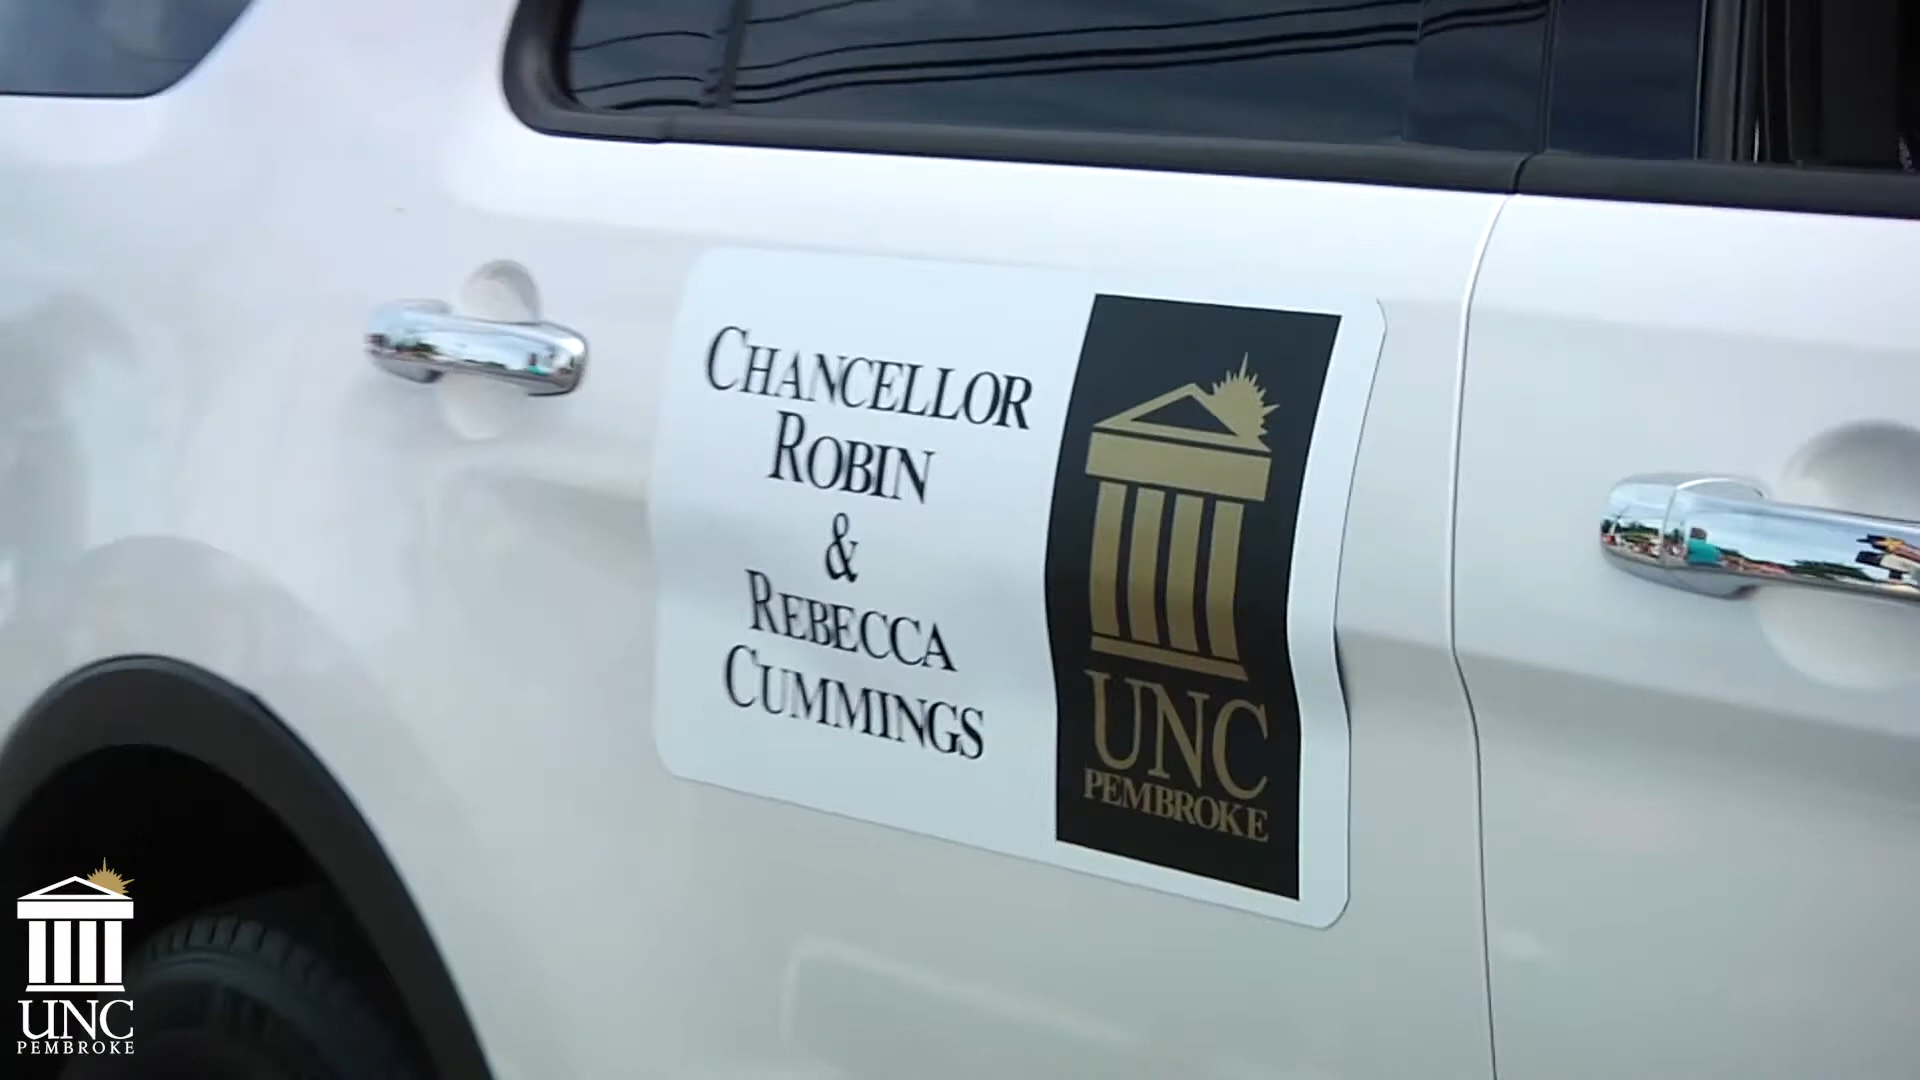 CHANCELLOR
ROBIN
&
REBECCA
CUMMINGS
UNC
PEMBROKE
UNC
PEMBROKE